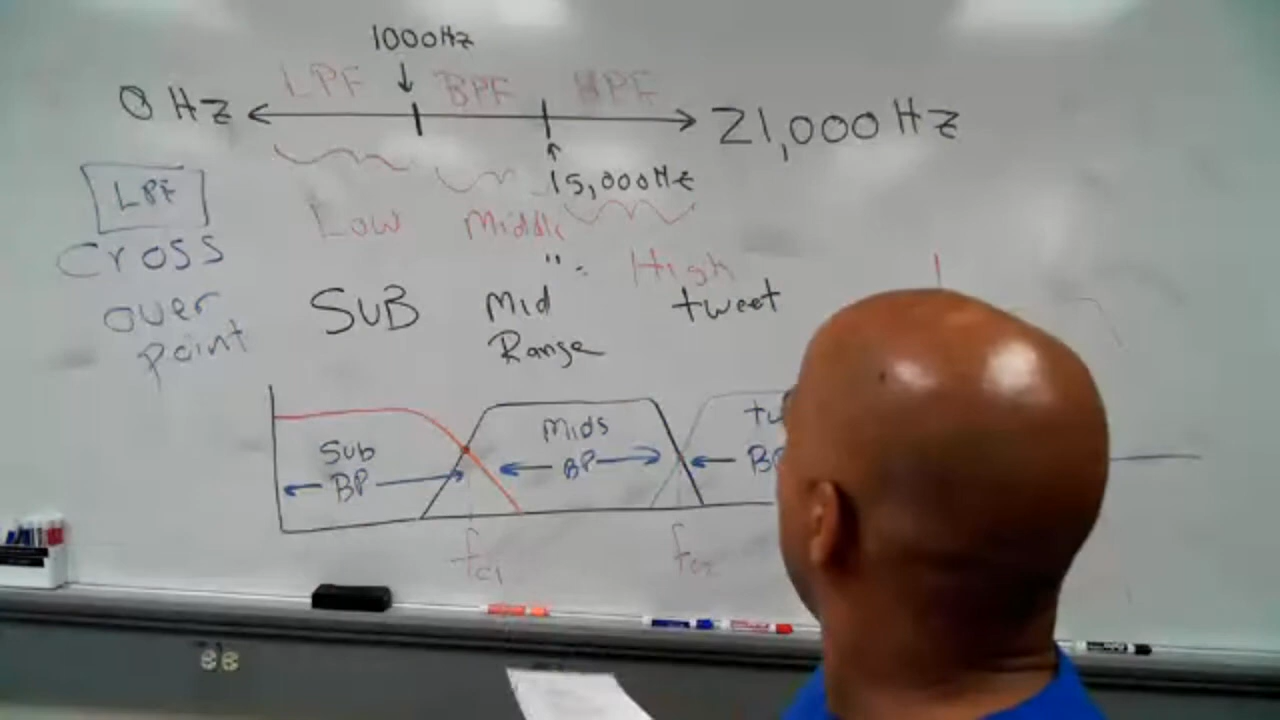 1000Hz
LPF BPF HPF
0 Hz 21,000 Hz
15,000Hz
LPF
Low Middle
Cross
" High
over
SUB Mid tweet
Point
Range
Sub Mids tw
BP BP BP
fc1 fc2